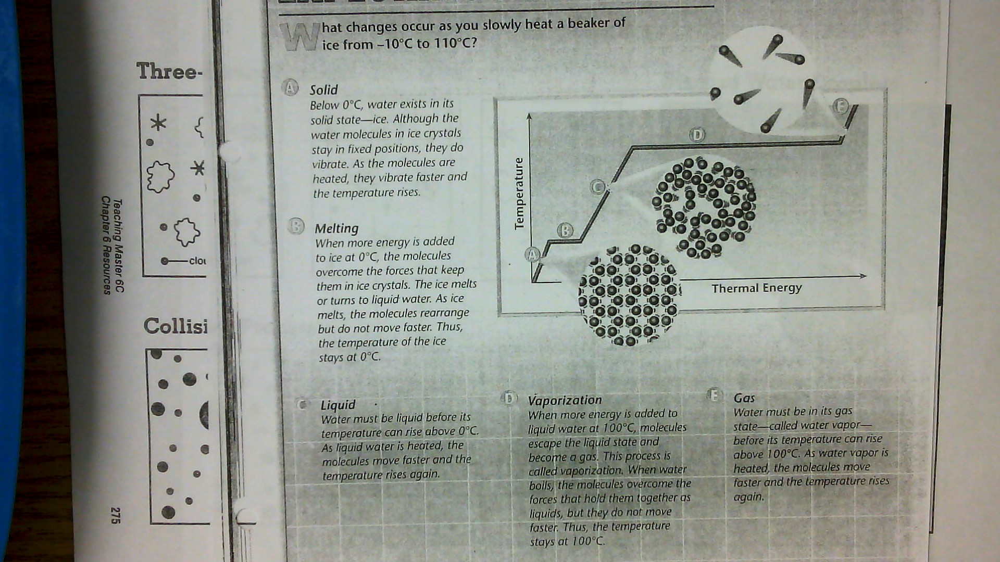 What changes occur as you slowly heat a beaker of
ice from –10°C to 110°C?
A Solid
Below 0°C, water exists in its
solid state—ice. Although the
water molecules in ice crystals
stay in fixed positions, they do
vibrate. As the molecules are
heated, they vibrate faster and
the temperature rises.
B Melting
When more energy is added
to ice at 0°C, the molecules
overcome the forces that keep
them in ice crystals. The ice melts
or turns to liquid water. As ice
melts, the molecules rearrange
but do not move faster. Thus,
the temperature of the ice
stays at 0°C.
Temperature
A
B
C
D
E
Thermal Energy
C Liquid
Water must be liquid before its
temperature can rise above 0°C.
As liquid water is heated, the
molecules move faster and the
temperature rises again.
D Vaporization
When more energy is added to
liquid water at 100°C, molecules
escape the liquid state and
become a gas. This process is
called vaporization. When water
boils, the molecules overcome the
forces that hold them together as
liquids, but they do not move
faster. Thus, the temperature
stays at 100°C.
E Gas
Water must be in its gas
state—called water vapor—
before its temperature can rise
above 100°C. As water vapor is
heated, the molecules move
faster and the temperature rises
again.
Three-
clou
Collisi
Teaching Master 6C
Chapter 6 Resources
275